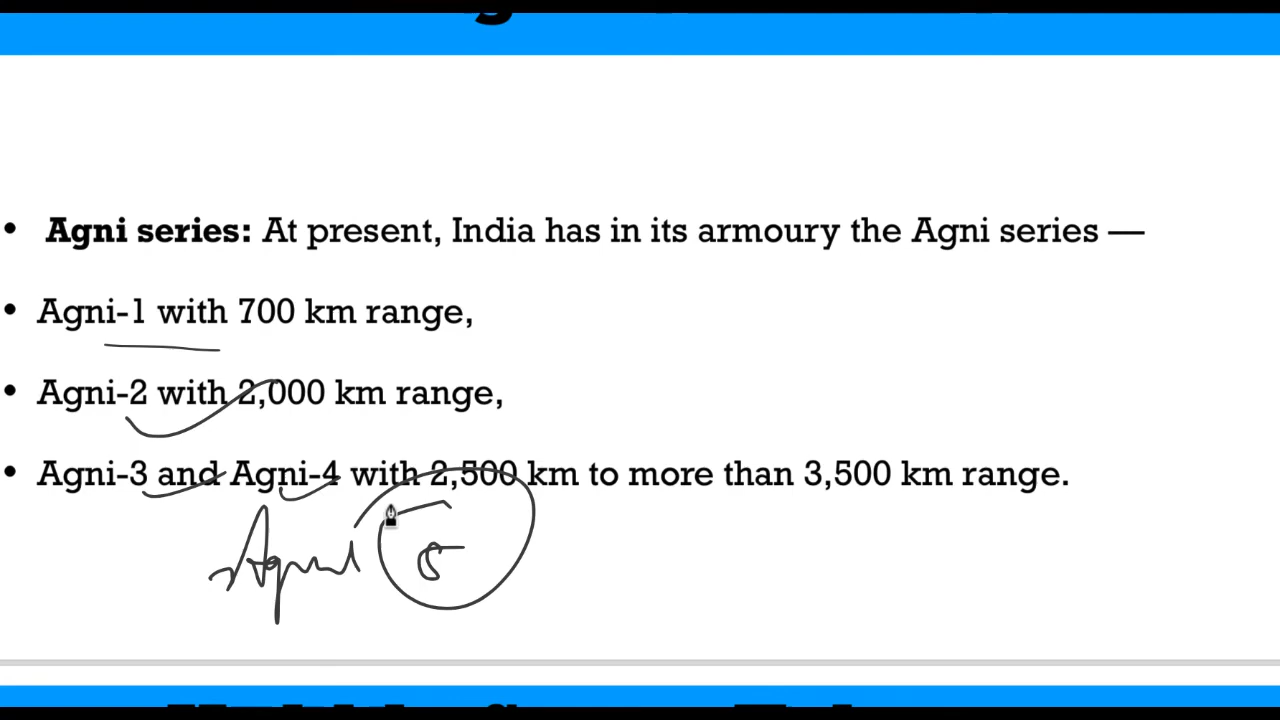 • Agni series: At present, India has in its armoury the Agni series —
• Agni-1 with 700 km range,
• Agni-2 with 2,000 km range,
• Agni-3 and Agni-4 with 2,500 km to more than 3,500 km range.
Agni 5